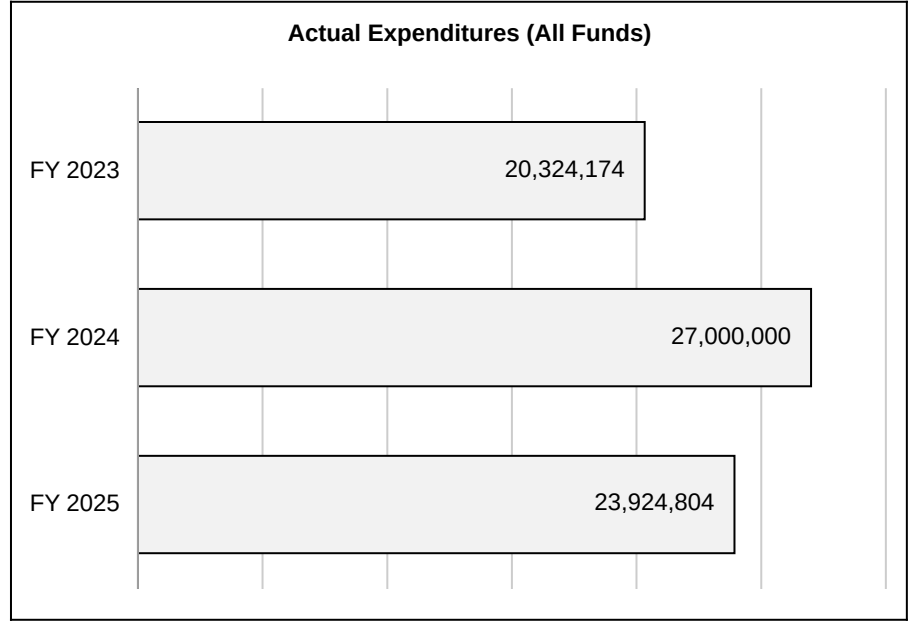 Actual Expenditures (All Funds)
FY 2023
20,324,174
FY 2024
27,000,000
FY 2025
23,924,804